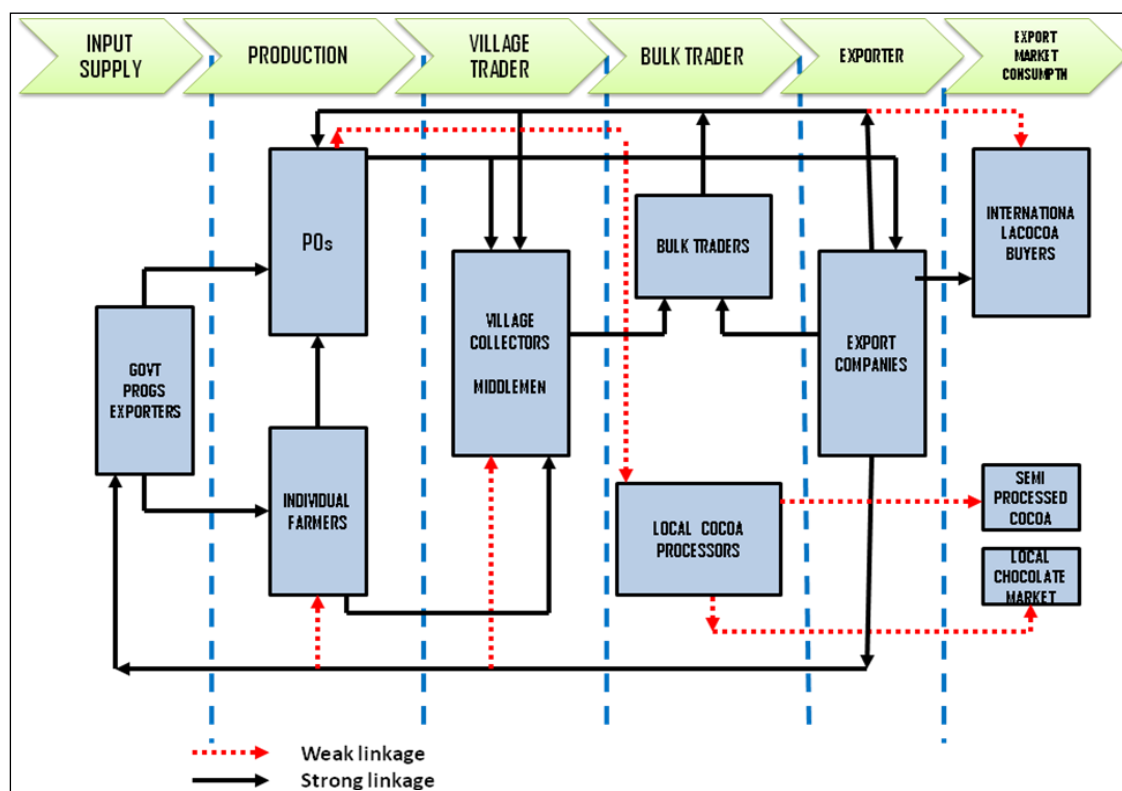 INPUT
SUPPLY
PRODUCTION
VILLAGE
TRADER
BULK TRADER
EXPORTER
EXPORT
MARKET
CONSUMPTN
POs
BULK TRADERS
INTERNATIONA
LACOCOA
BUYERS
GOVT
PROGS
EXPORTERS
VILLAGE
COLLECTORS
MIDDLEMEN
EXPORT
COMPANIES
INDIVIDUAL
FARMERS
LOCAL COCOA
PROCESSORS
SEMI
PROCESSED
COCOA
LOCAL
CHOCOLATE
MARKET
Weak linkage
Strong linkage